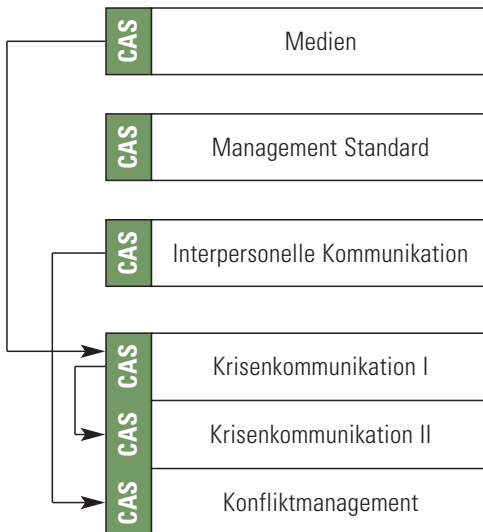 CAS Medien
CAS Management Standard
CAS Interpersonelle Kommunikation
CAS Krisenkommunikation I
CAS Krisenkommunikation II
CAS Konfliktmanagement